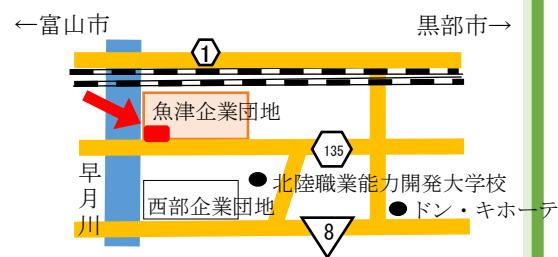 ←富山市
黒部市→
1
魚津企業団地
135
早月川
北陸職業能力開発大学校
西部企業団地
ドン・キホーテ
8